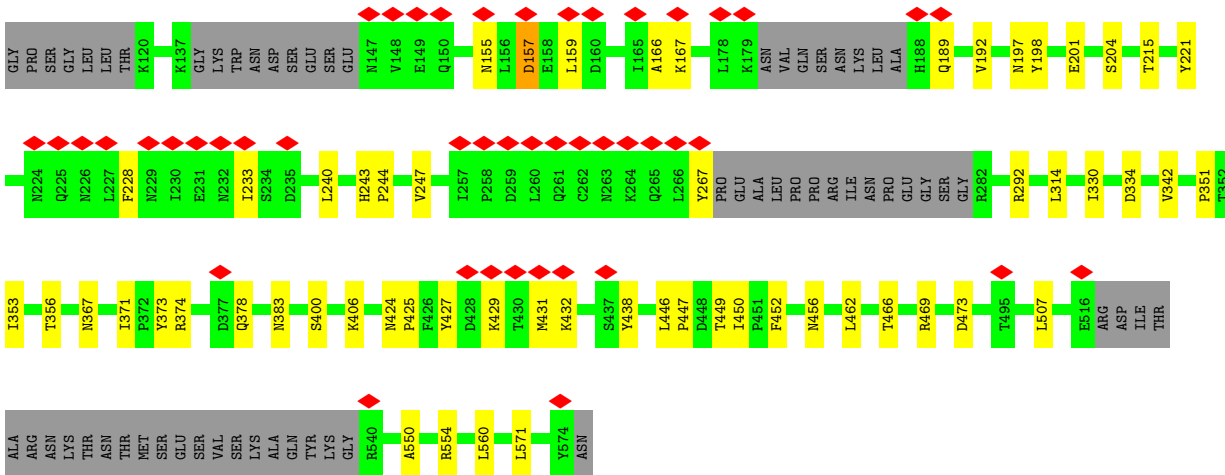 GLY PRO SER GLY LEU LEU THR K120 K137 GLY LYS TRP ASN ASP SER GLU SER GLU N147 V148 E149 Q150 N155 L156 D157 E158 L159 D160 I165 A166 K167 L178 K179 ASN VAL GLN SER ASN LYS LEU ALA H188 Q189 V192 N197 Y198 E201 S204 T215 Y221
N224 Q225 N226 L227 F228 N229 I230 E231 N232 I233 S234 D235 L240 H243 P244 V247 I257 P258 D259 L260 Q261 C262 N263 K264 Q265 L266 Y267 PRO GLU ALA LEU PRO PRO ARG ILE ASN PRO GLU GLY SER GLY R282 R292 L314 I330 D334 V342 P351 T352
I353 T356 N367 I371 P372 Y373 R374 D377 Q378 N383 S400 K406 N424 P425 F426 Y427 D428 K429 T430 M431 K432 S437 Y438 L446 P447 D448 T449 I450 P451 F452 N456 L462 T466 R469 D473 T495 L507 E516 ARG ASP ILE THR
ALA ARG ASN LYS THR ASN THR MET SER GLU SER VAL SER LYS ALA GLN TYR LYS GLY R540 A550 R554 L560 L571 Y574 ASN